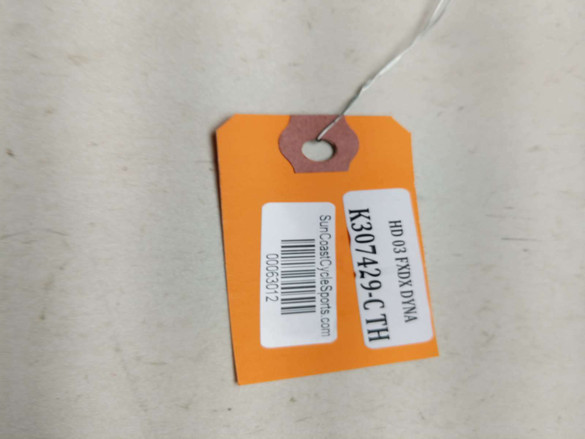 HD 03 FXDX DYNA
K307429-C TH
SunCoastCycleSports.com
00063012